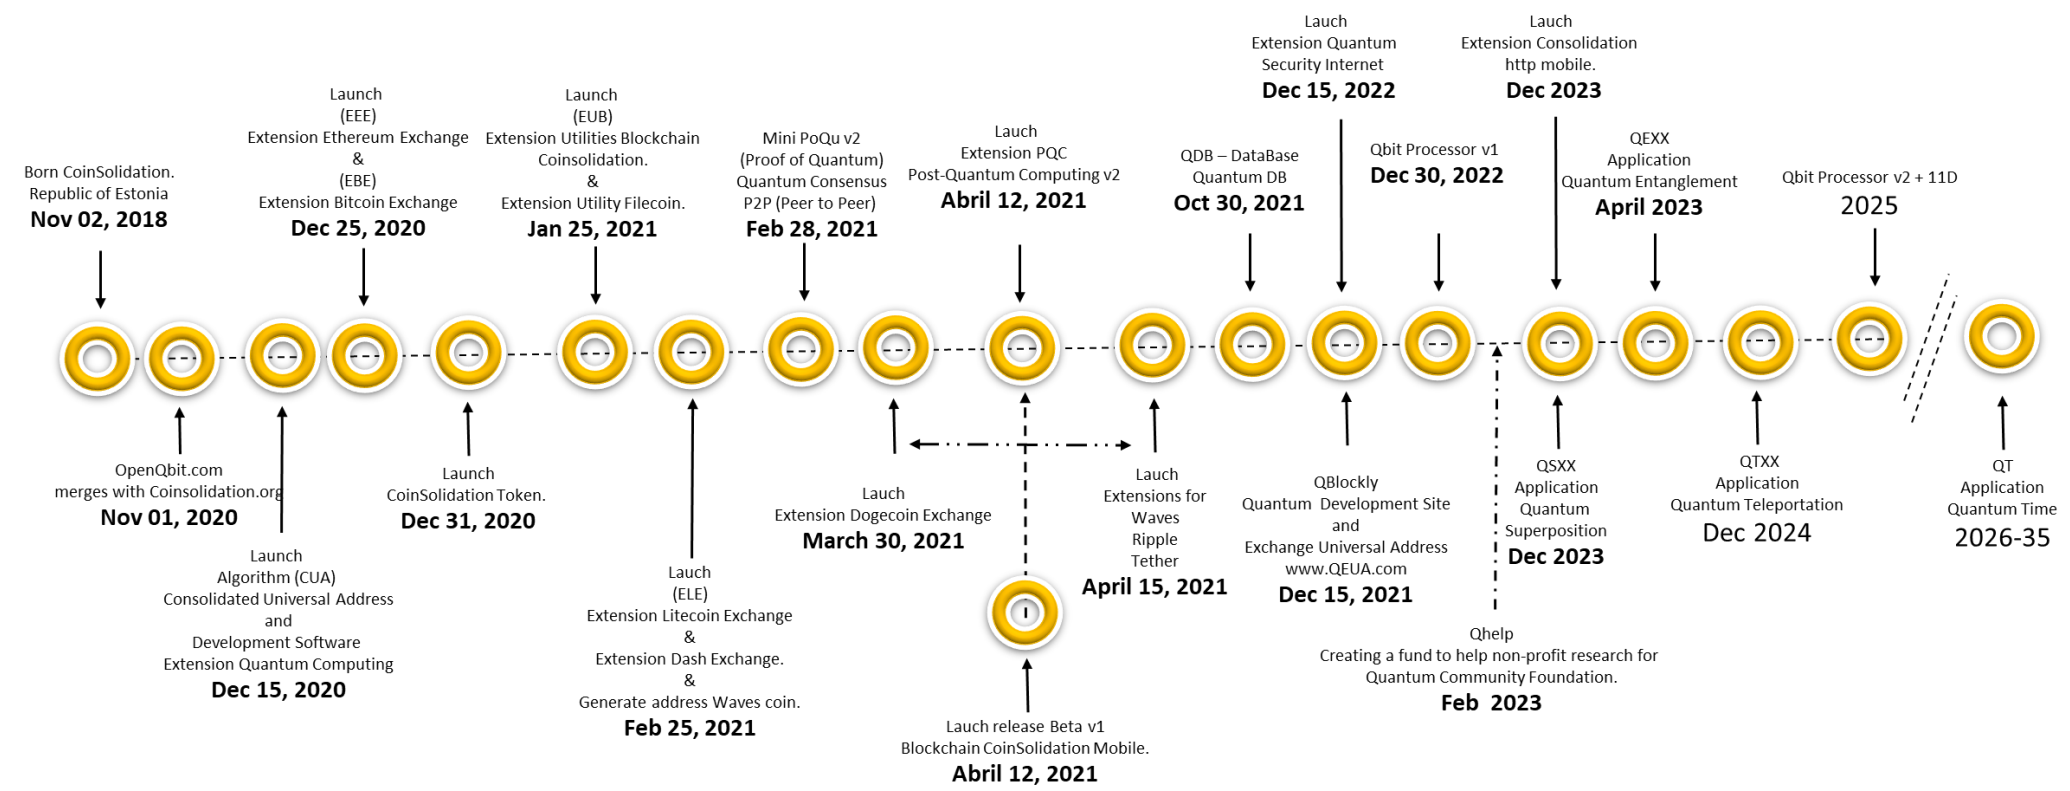 Born CoinSolidation.
Republic of Estonia
Nov 02, 2018
OpenQbit.com
merges with Coinsolidation.org
Nov 01, 2020
Launch
Algorithm (CUA)
Consolidated Universal Address
and
Development Software
Extension Quantum Computing
Dec 15, 2020
Launch
(EEE)
Extension Ethereum Exchange
&
(EBE)
Extension Bitcoin Exchange
Dec 25, 2020
Launch
CoinSolidation Token.
Dec 31, 2020
Launch
(EUB)
Extension Utilities Blockchain
Coinsolidation.
&
Extension Utility Filecoin.
Jan 25, 2021
Lauch
(ELE)
Extension Litecoin Exchange
&
Extension Dash Exchange.
&
Generate address Waves coin.
Feb 25, 2021
Mini PoQu v2
(Proof of Quantum)
Quantum Consensus
P2P (Peer to Peer)
Feb 28, 2021
Lauch
Extension Dogecoin Exchange
March 30, 2021
Lauch
Extension PQC
Post-Quantum Computing v2
Abril 12, 2021
Lauch release Beta v1
Blockchain CoinSolidation Mobile.
Abril 12, 2021
Lauch
Extensions for
Waves
Ripple
Tether
April 15, 2021
QDB – DataBase
Quantum DB
Oct 30, 2021
Lauch
Extension Quantum
Security Internet
Dec 15, 2022
QBlockly
Quantum Development Site
and
Exchange Universal Address
www.QEUA.com
Dec 15, 2021
Qbit Processor v1
Dec 30, 2022
Qhelp
Creating a fund to help non-profit research for
Quantum Community Foundation.
Feb 2023
Lauch
Extension Consolidation
http mobile.
Dec 2023
QSXX
Application
Quantum
Superposition
Dec 2023
QEXX
Application
Quantum Entanglement
April 2023
QTXX
Application
Quantum Teleportation
Dec 2024
Qbit Processor v2 + 11D
2025
QT
Application
Quantum Time
2026-35